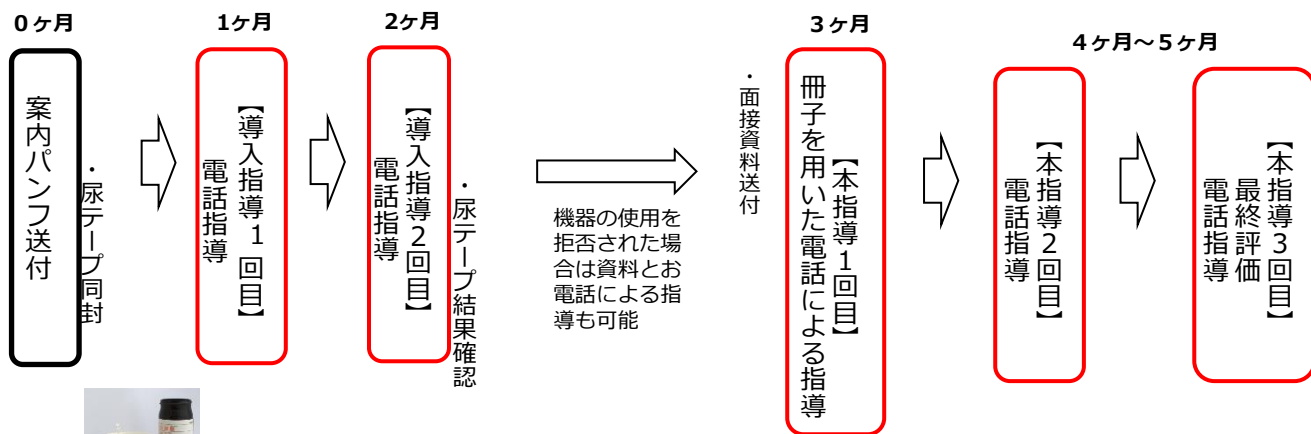 ０ヶ月
案内パンフ送付
・尿テープ同封
1ヶ月
【導入指導１回目】
電話指導
2ヶ月
【導入指導２回目】
電話指導
・尿テープ結果確認
機器の使用を
拒否された場
合は資料とお
電話による指
導も可能
３ヶ月
・面接資料送付
【本指導１回目】
冊子を用いた電話による指導
４ヶ月～５ヶ月
【本指導２回目】
電話指導
【本指導３回目】
最終評価
電話指導